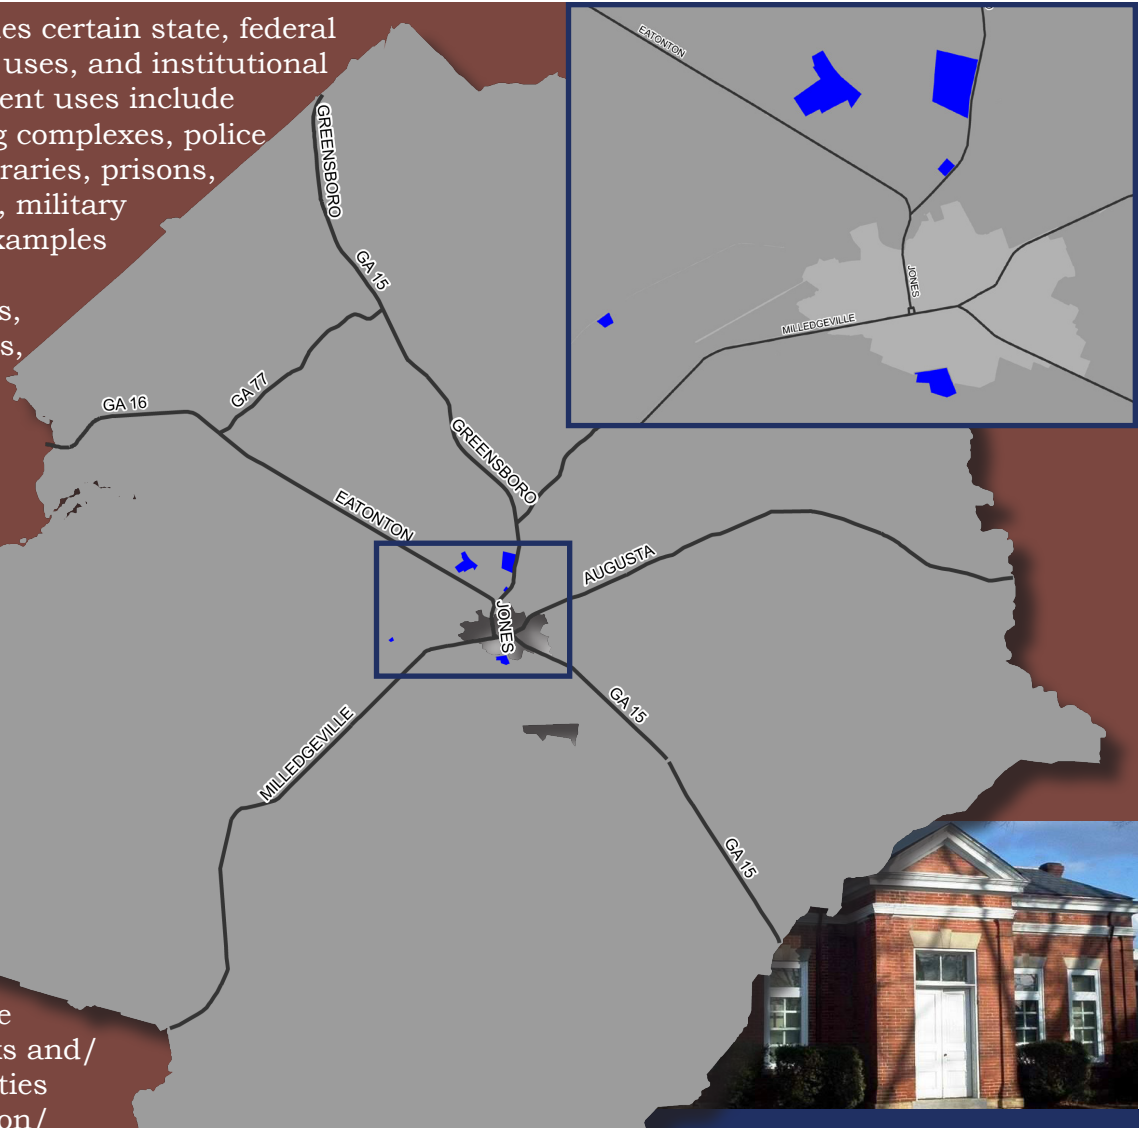 es certain state, federal
uses, and institutional
ent uses include
g complexes, police
raries, prisons,
, military
xamples
s,
s,
EATONTON
JONES
MILLEDGEVILLE
GREENSBORO
GA 15
GA 77
GA 16
GREENSBORO
EATONTON
AUGUSTA
JONES
GA 15
MILLEDGEVILLE
GA 15
e
ts and/
ties
on/